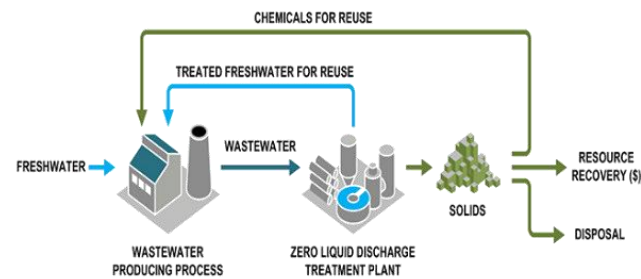 CHEMICALS FOR REUSE
TREATED FRESHWATER FOR REUSE
WASTEWATER
FRESHWATER
RESOURCE
RECOVERY ($)
SOLIDS
DISPOSAL
WASTEWATER
PRODUCING PROCESS
ZERO LIQUID DISCHARGE
TREATMENT PLANT